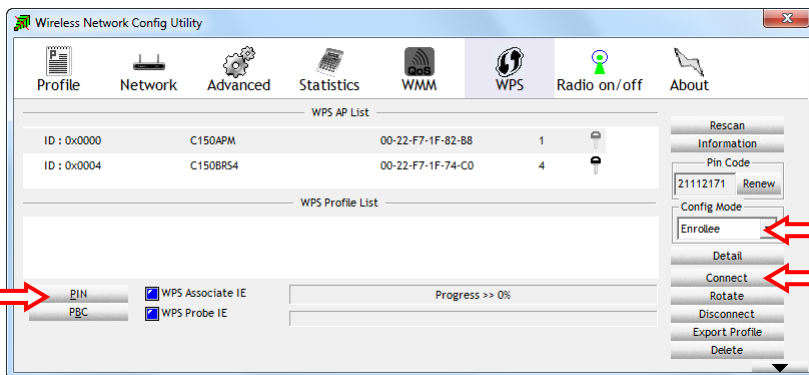 Wireless Network Config Utility
Profile Network Advanced Statistics QoS WMM WPS Radio on/off About
WPS AP List
ID : 0x0000 C150APM 00-22-F7-1F-82-B8 1
ID : 0x0004 C150BRS4 00-22-F7-1F-74-C0 4
WPS Profile List
PIN WPS Associate IE Progress >> 0%
PBC WPS Probe IE
Rescan
Information
Pin Code
21112171 Renew
Config Mode
Enrollee
Detail
Connect
Rotate
Disconnect
Export Profile
Delete